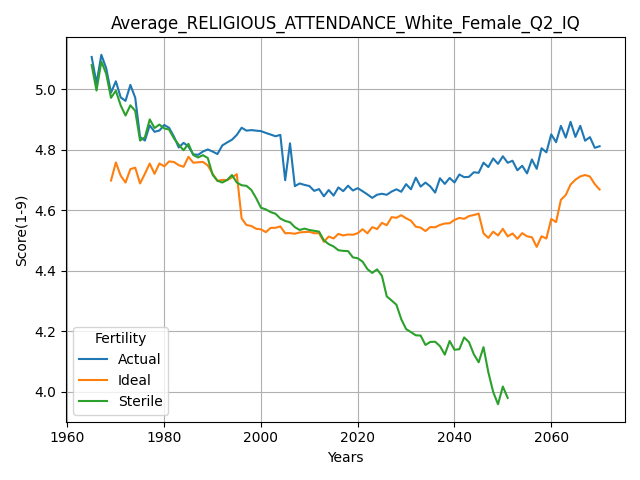 Average_RELIGIOUS_ATTENDANCE_White_Female_Q2_IQ
Score(1-9)
5.0
4.8
4.6
4.4
4.2
4.0
Fertility
Actual
Ideal
Sterile
1960 1980 2000 2020 2040 2060
Years